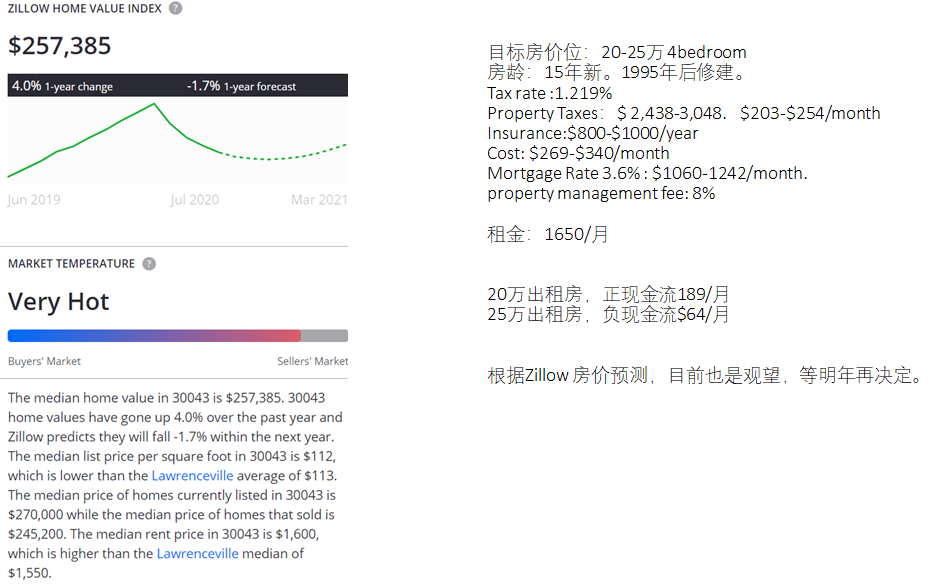 ZILLOW HOME VALUE INDEX ?
$257,385
4.0% 1-year change -1.7% 1-year forecast
Jun 2019 Jul 2020 Mar 2021
MARKET TEMPERATURE ?
Very Hot
Buyers' Market Sellers' Market
The median home value in 30043 is $257,385. 30043
home values have gone up 4.0% over the past year and
Zillow predicts they will fall -1.7% within the next year.
The median list price per square foot in 30043 is $112,
which is lower than the Lawrenceville average of $113.
The median price of homes currently listed in 30043 is
$270,000 while the median price of homes that sold is
$245,200. The median rent price in 30043 is $1,600,
which is higher than the Lawrenceville median of
$1,550.
目标房价位：20-25万 4bedroom
房龄：15年新。1995年后修建。
Tax rate :1.219%
Property Taxes：$ 2,438-3,048. $203-$254/month
Insurance:$800-$1000/year
Cost: $269-$340/month
Mortgage Rate 3.6% : $1060-1242/month.
property management fee: 8%
租金：1650/月
20万出租房，正现金流189/月
25万出租房，负现金流$64/月
根据Zillow 房价预测，目前也是观望，等明年再决定。